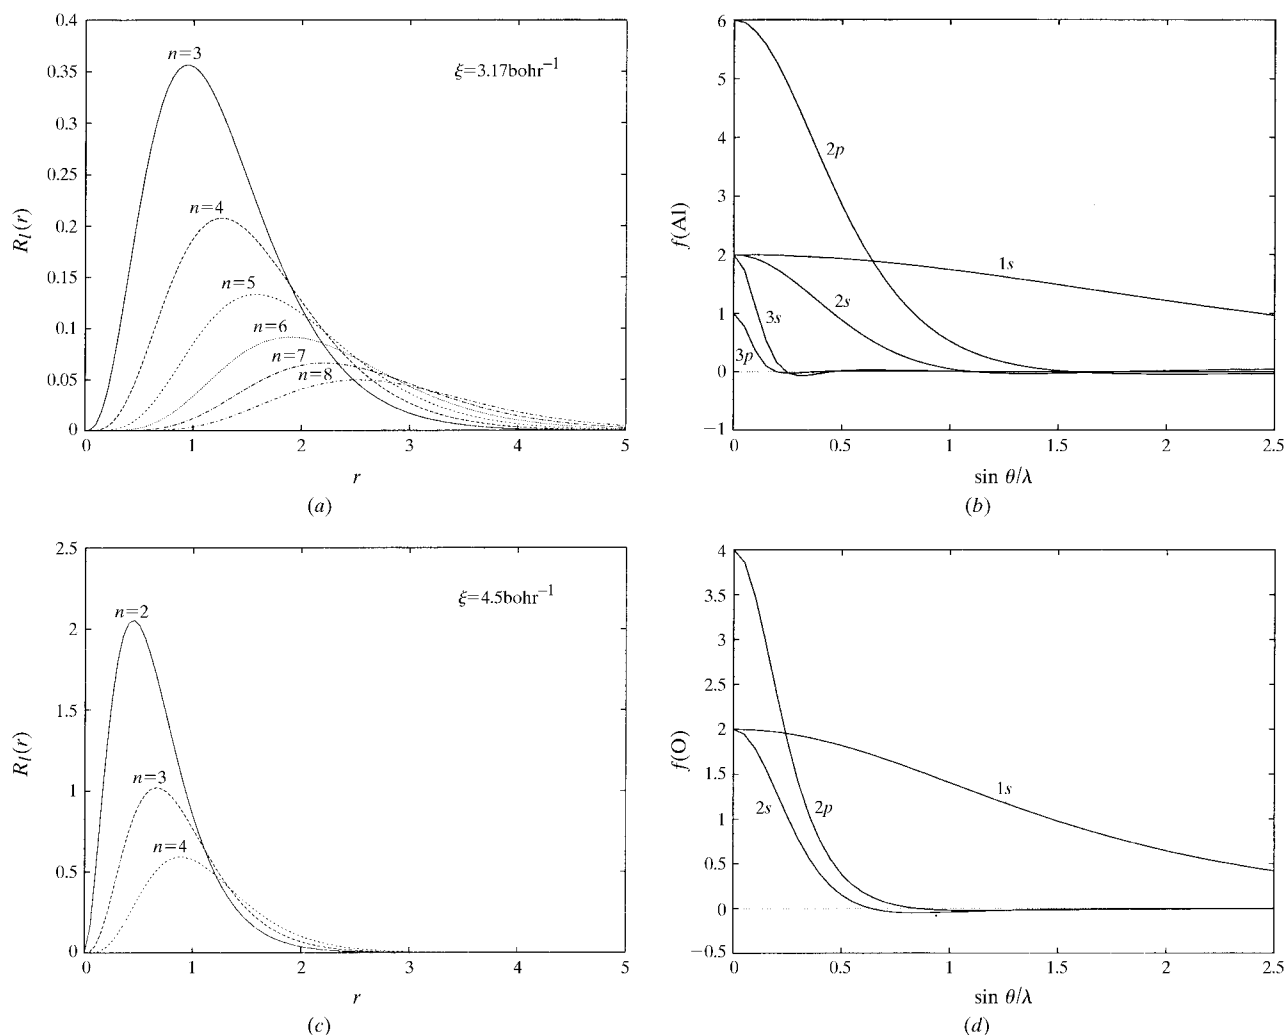 0.4
0.35
0.3
0.25
0.2
0.15
0.1
0.05
0
R_l(r)
n=3
n=4
n=5
n=6
n=7
n=8
ξ=3.17bohr⁻¹
0 1 2 3 4 5
r
(a)
6
5
4
3
2
1
0
−1
f(Al)
2p
1s
2s
3s
3p
0 0.5 1 1.5 2 2.5
sin θ/λ
(b)
2.5
2
1.5
1
0.5
0
R_l(r)
n=2
n=3
n=4
ξ=4.5bohr⁻¹
0 1 2 3 4 5
r
(c)
4
3.5
3
2.5
2
1.5
1
0.5
0
−0.5
f(O)
1s
2s
2p
0 0.5 1 1.5 2 2.5
sin θ/λ
(d)